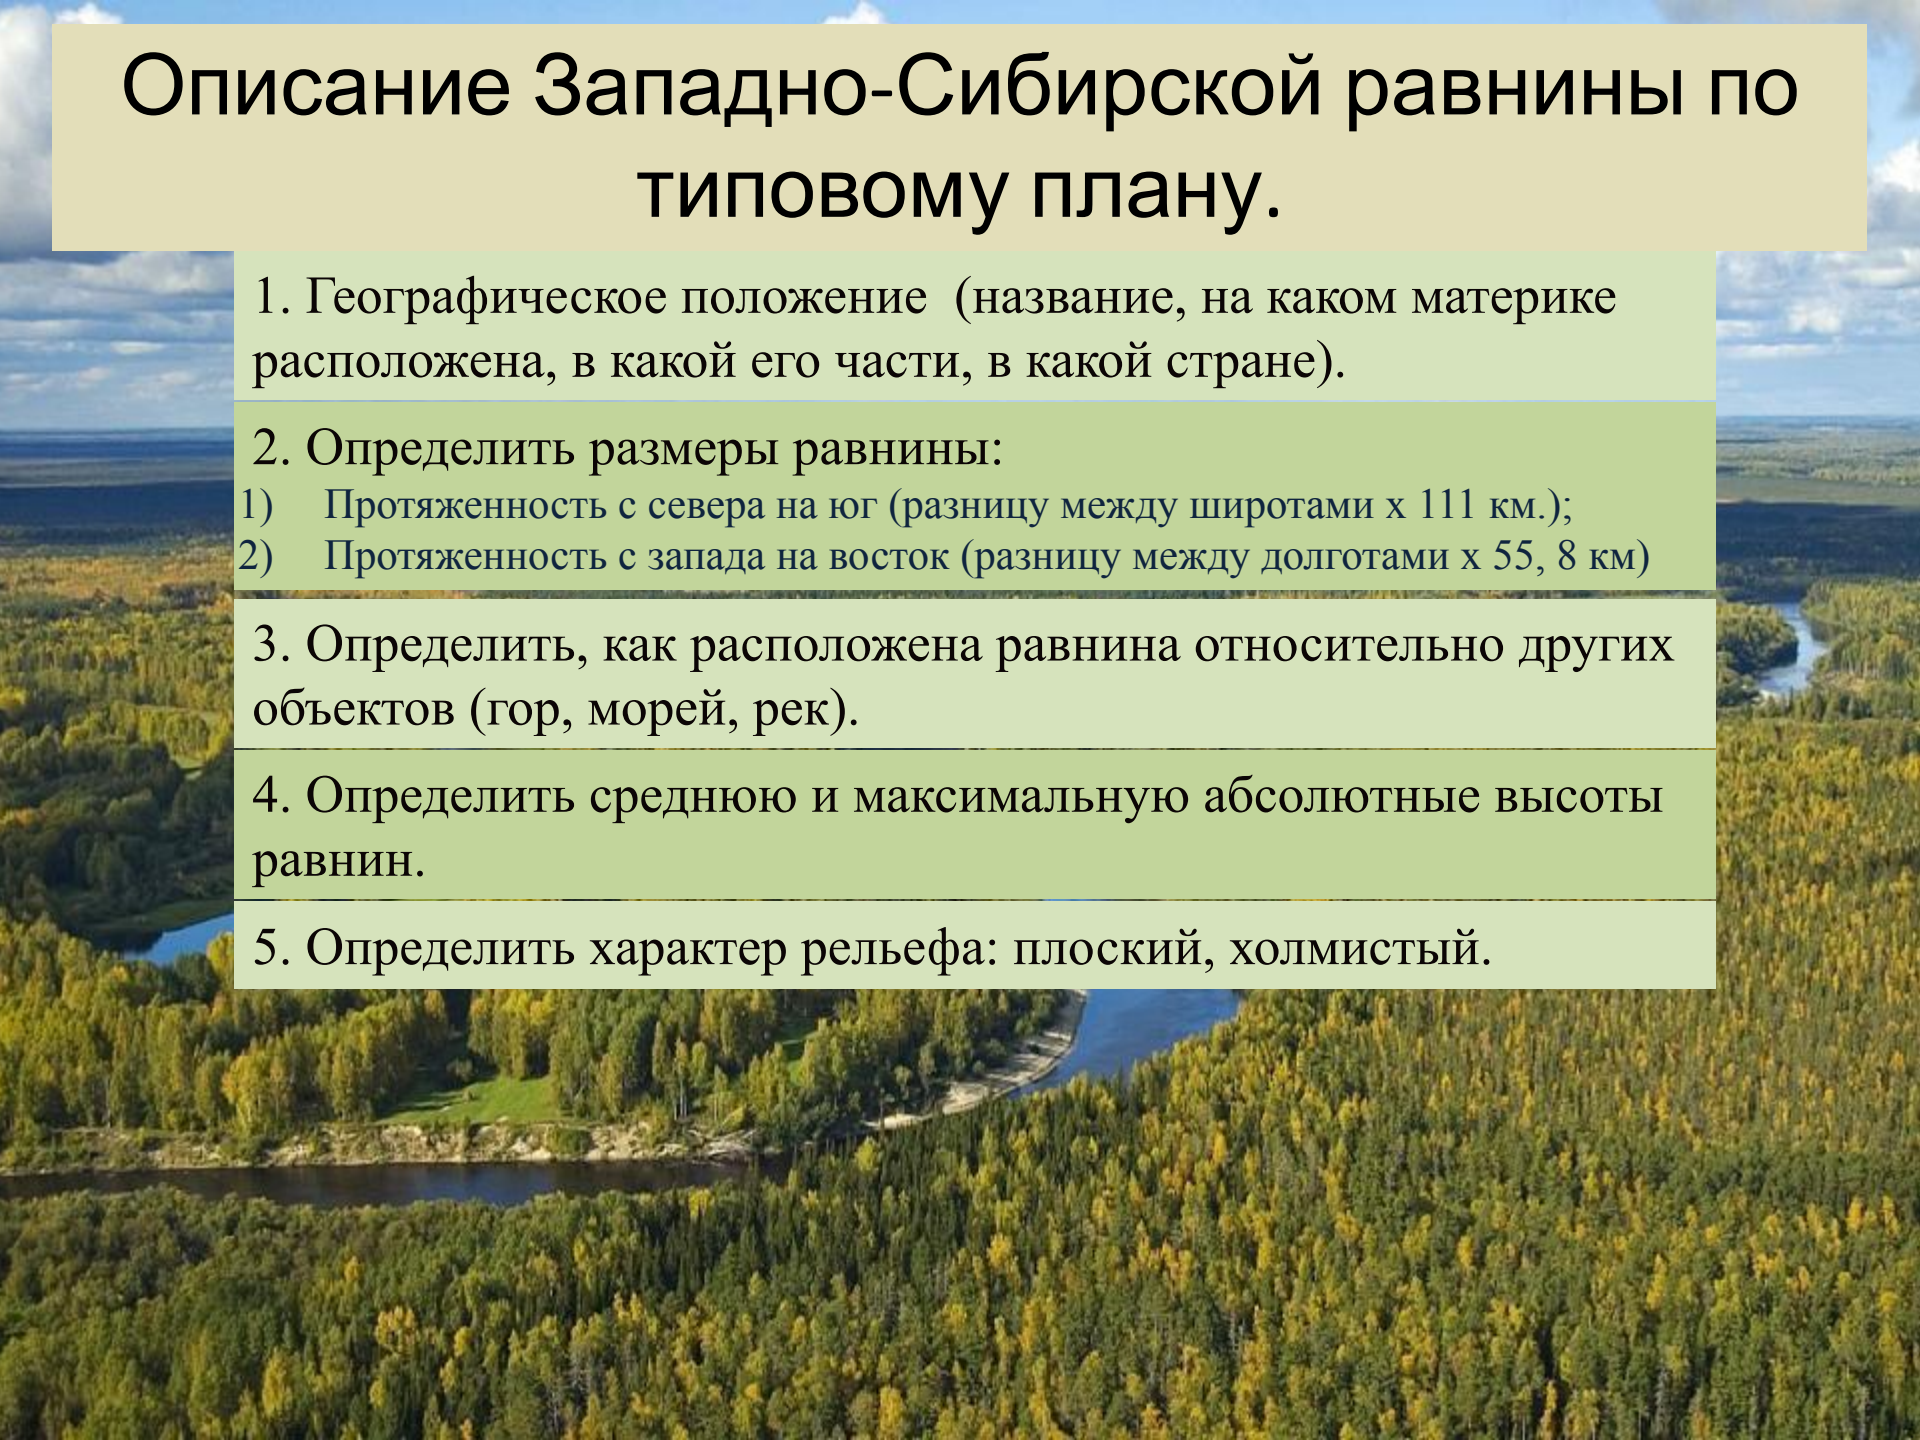 Описание Западно-Сибирской равнины по
типовому плану.
1. Географическое положение  (название, на каком материке
расположена, в какой его части, в какой стране).
2. Определить размеры равнины:
1) Протяженность с севера на юг (разницу между широтами х 111 км.);
2) Протяженность с запада на восток (разницу между долготами х 55, 8 км)
3. Определить, как расположена равнина относительно других
объектов (гор, морей, рек).
4. Определить среднюю и максимальную абсолютные высоты
равнин.
5. Определить характер рельефа: плоский, холмистый.